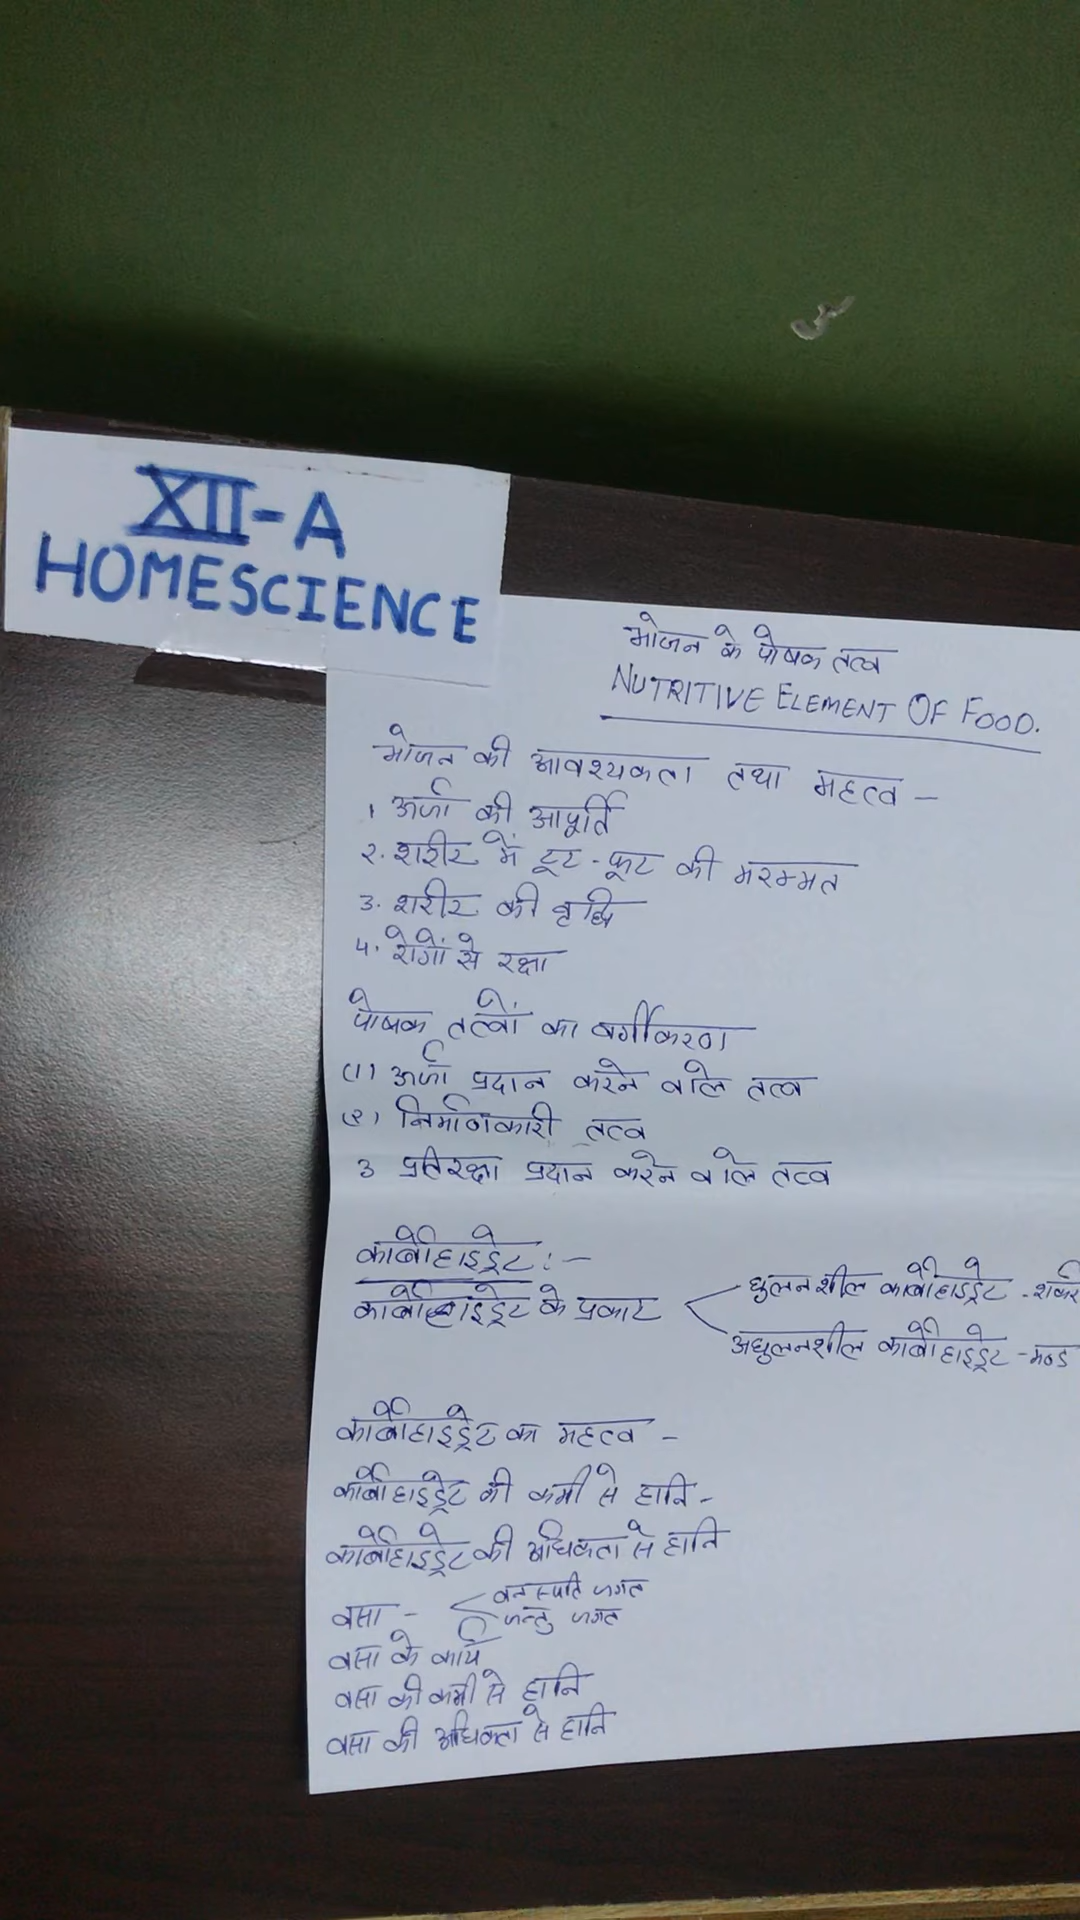 XII-A
HOMESCIENCE
भोजन के पोषक तत्व
NUTRITIVE ELEMENT OF FOOD.
भोजन की आवश्यकता तथा महत्व –
1. ऊर्जा की आपूर्ति
2. शरीर में टूट-फूट की मरम्मत
3. शरीर की वृद्धि
4. रोगों से रक्षा
पोषक तत्वों का वर्गीकरण
(1) ऊर्जा प्रदान करने वाले तत्व
(2) निर्माणकारी तत्व
3 प्रतिरक्षा प्रदान करने वाले तत्व
कार्बोहाइड्रेट :–
कार्बोहाइड्रेट के प्रकार
घुलनशील कार्बोहाइड्रेट -
अघुलनशील कार्बोहाइड्रेट - मण्ड
कार्बोहाइड्रेट का महत्व –
कार्बोहाइड्रेट की कमी से हानि –
कार्बोहाइड्रेट की अधिकता से हानि
वसा –
वनस्पति जगत
जन्तु जगत
वसा के कार्य
वसा की कमी से हानि
वसा की अधिकता से हानि